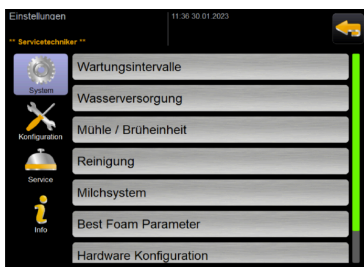 Einstellungen
11:36 30.01.2023
** Servicetechniker **
System
Konfiguration
Service
Info
Wartungsintervalle
Wasserversorgung
Mühle / Brüheinheit
Reinigung
Milchsystem
Best Foam Parameter
Hardware Konfiguration